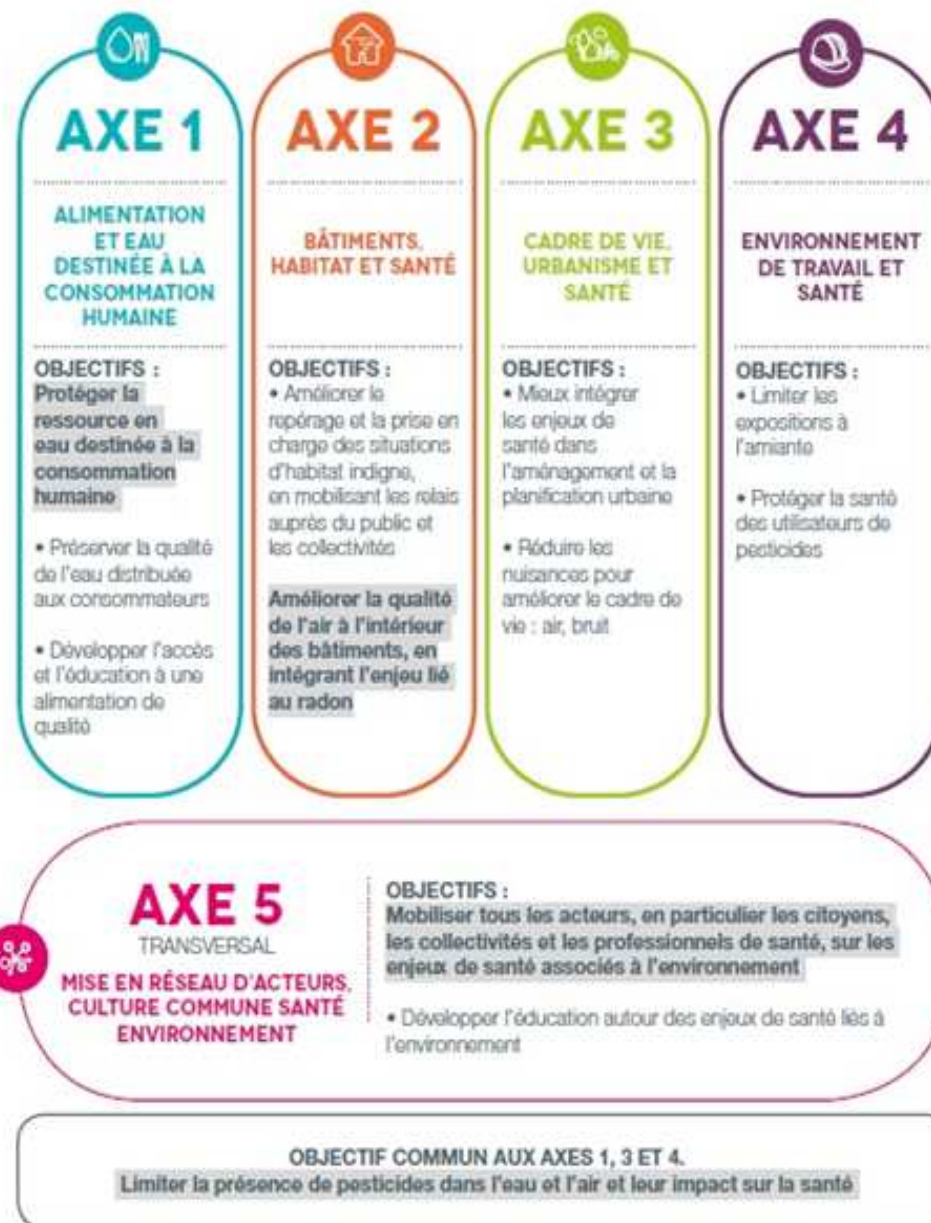 AXE 1
ALIMENTATION
ET EAU
DESTINÉE À LA
CONSOMMATION
HUMAINE
OBJECTIFS :
Protéger la
ressource en
eau destinée à la
consommation
humaine
• Préserver la qualité
de l'eau distribuée
aux consommateurs
• Développer l'accès
et l'éducation à une
alimentation de
qualité
AXE 2
BÂTIMENTS,
HABITAT ET SANTÉ
OBJECTIFS :
• Améliorer le
repérage et la prise en
charge des situations
d'habitat indigne,
en mobilisant les relais
auprès du public et
les collectivités
Améliorer la qualité
de l'air à l'intérieur
des bâtiments, en
intégrant l'enjeu lié
au radon
AXE 3
CADRE DE VIE,
URBANISME ET
SANTÉ
OBJECTIFS :
• Mieux intégrer
les enjeux de
santé dans
l'aménagement et la
planification urbaine
• Réduire les
nuisances pour
améliorer le cadre de
vie : air, bruit
AXE 4
ENVIRONNEMENT
DE TRAVAIL ET
SANTÉ
OBJECTIFS :
• Limiter les
expositions à
l'amiante
• Protéger la santé
des utilisateurs de
pesticides
AXE 5
TRANSVERSAL
MISE EN RÉSEAU D'ACTEURS,
CULTURE COMMUNE SANTÉ
ENVIRONNEMENT
OBJECTIFS :
Mobiliser tous les acteurs, en particulier les citoyens,
les collectivités et les professionnels de santé, sur les
enjeux de santé associés à l'environnement
• Développer l'éducation autour des enjeux de santé liés à
l'environnement
OBJECTIF COMMUN AUX AXES 1, 3 ET 4.
Limiter la présence de pesticides dans l'eau et l'air et leur impact sur la santé